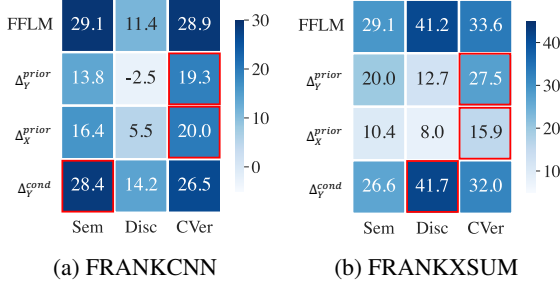 FFLM 29.1 11.4 28.9 30
Δ_Y^prior 13.8 -2.5 19.3 20
Δ_X^prior 16.4 5.5 20.0 10
Δ_Y^cond 28.4 14.2 26.5 0
Sem Disc CVer
(a) FRANKCNN
FFLM 29.1 41.2 33.6 40
Δ_Y^prior 20.0 12.7 27.5 30
Δ_X^prior 10.4 8.0 15.9 20
Δ_Y^cond 26.6 41.7 32.0 10
Sem Disc CVer
(b) FRANKXSUM